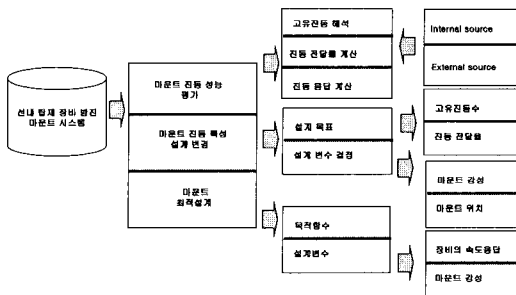 선내 탑재 장비 방진
마운트 시스템
마운트 진동 성능
평가
마운트 진동 특성
설계 변경
마운트
최적설계
고유진동 해석
진동 전달률 계산
진동 응답 계산
Internal source
External source
설계 목표
설계 변수 결정
고유진동수
진동 전달률
마운트 강성
마운트 위치
목적함수
설계변수
장비의 속도응답
마운트 강성